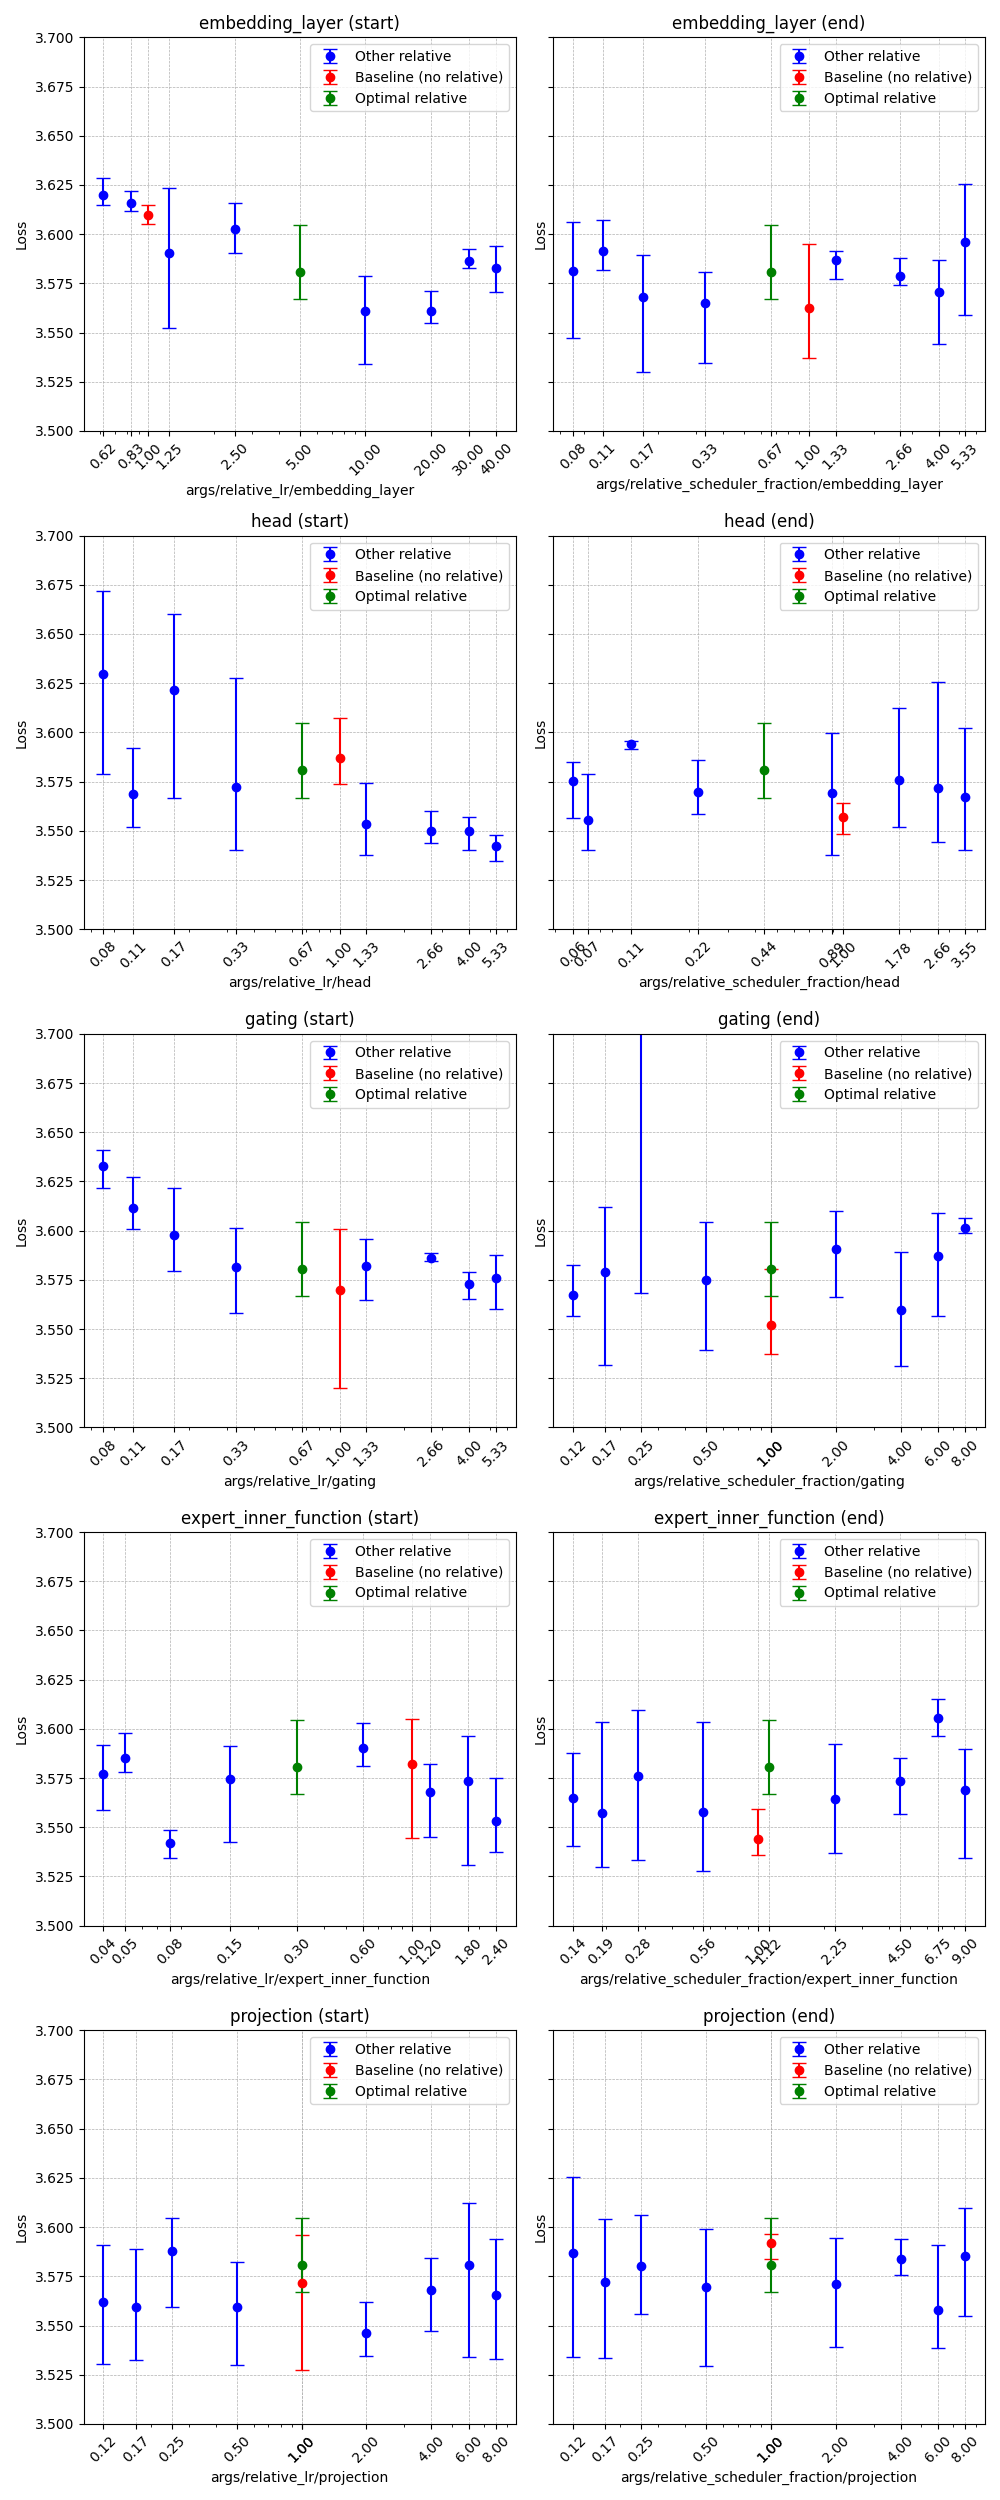 embedding_layer (start)
embedding_layer (end)
3.700
3.675
3.650
3.625
3.600
3.575
3.550
3.525
3.500
Loss
Loss
Other relative
Baseline (no relative)
Optimal relative
Other relative
Baseline (no relative)
Optimal relative
0.62 0.83 1.00 1.25 2.50 5.00 10.00 20.00 30.00 40.00
0.08 0.11 0.17 0.33 0.67 1.00 1.33 2.66 4.00 5.33
args/relative_lr/embedding_layer
args/relative_scheduler_fraction/embedding_layer
head (start)
head (end)
3.700
3.675
3.650
3.625
3.600
3.575
3.550
3.525
3.500
Loss
Loss
Other relative
Baseline (no relative)
Optimal relative
Other relative
Baseline (no relative)
Optimal relative
0.08 0.11 0.17 0.33 0.67 1.00 1.33 2.66 4.00 5.33
0.06 0.07 0.11 0.22 0.44 0.89 1.00 1.78 2.66 3.55
args/relative_lr/head
args/relative_scheduler_fraction/head
gating (start)
gating (end)
3.700
3.675
3.650
3.625
3.600
3.575
3.550
3.525
3.500
Loss
Loss
Other relative
Baseline (no relative)
Optimal relative
Other relative
Baseline (no relative)
Optimal relative
0.08 0.11 0.17 0.33 0.67 1.00 1.33 2.66 4.00 5.33
0.12 0.17 0.25 0.50 1.00 2.00 4.00 6.00 8.00
args/relative_lr/gating
args/relative_scheduler_fraction/gating
expert_inner_function (start)
expert_inner_function (end)
3.700
3.675
3.650
3.625
3.600
3.575
3.550
3.525
3.500
Loss
Loss
Other relative
Baseline (no relative)
Optimal relative
Other relative
Baseline (no relative)
Optimal relative
0.04 0.05 0.08 0.15 0.30 0.60 1.00 1.20 1.80 2.40
0.14 0.19 0.28 0.56 1.00 1.12 2.25 4.50 6.75 9.00
args/relative_lr/expert_inner_function
args/relative_scheduler_fraction/expert_inner_function
projection (start)
projection (end)
3.700
3.675
3.650
3.625
3.600
3.575
3.550
3.525
3.500
Loss
Loss
Other relative
Baseline (no relative)
Optimal relative
Other relative
Baseline (no relative)
Optimal relative
0.12 0.17 0.25 0.50 1.00 2.00 4.00 6.00 8.00
0.12 0.17 0.25 0.50 1.00 2.00 4.00 6.00 8.00
args/relative_lr/projection
args/relative_scheduler_fraction/projection